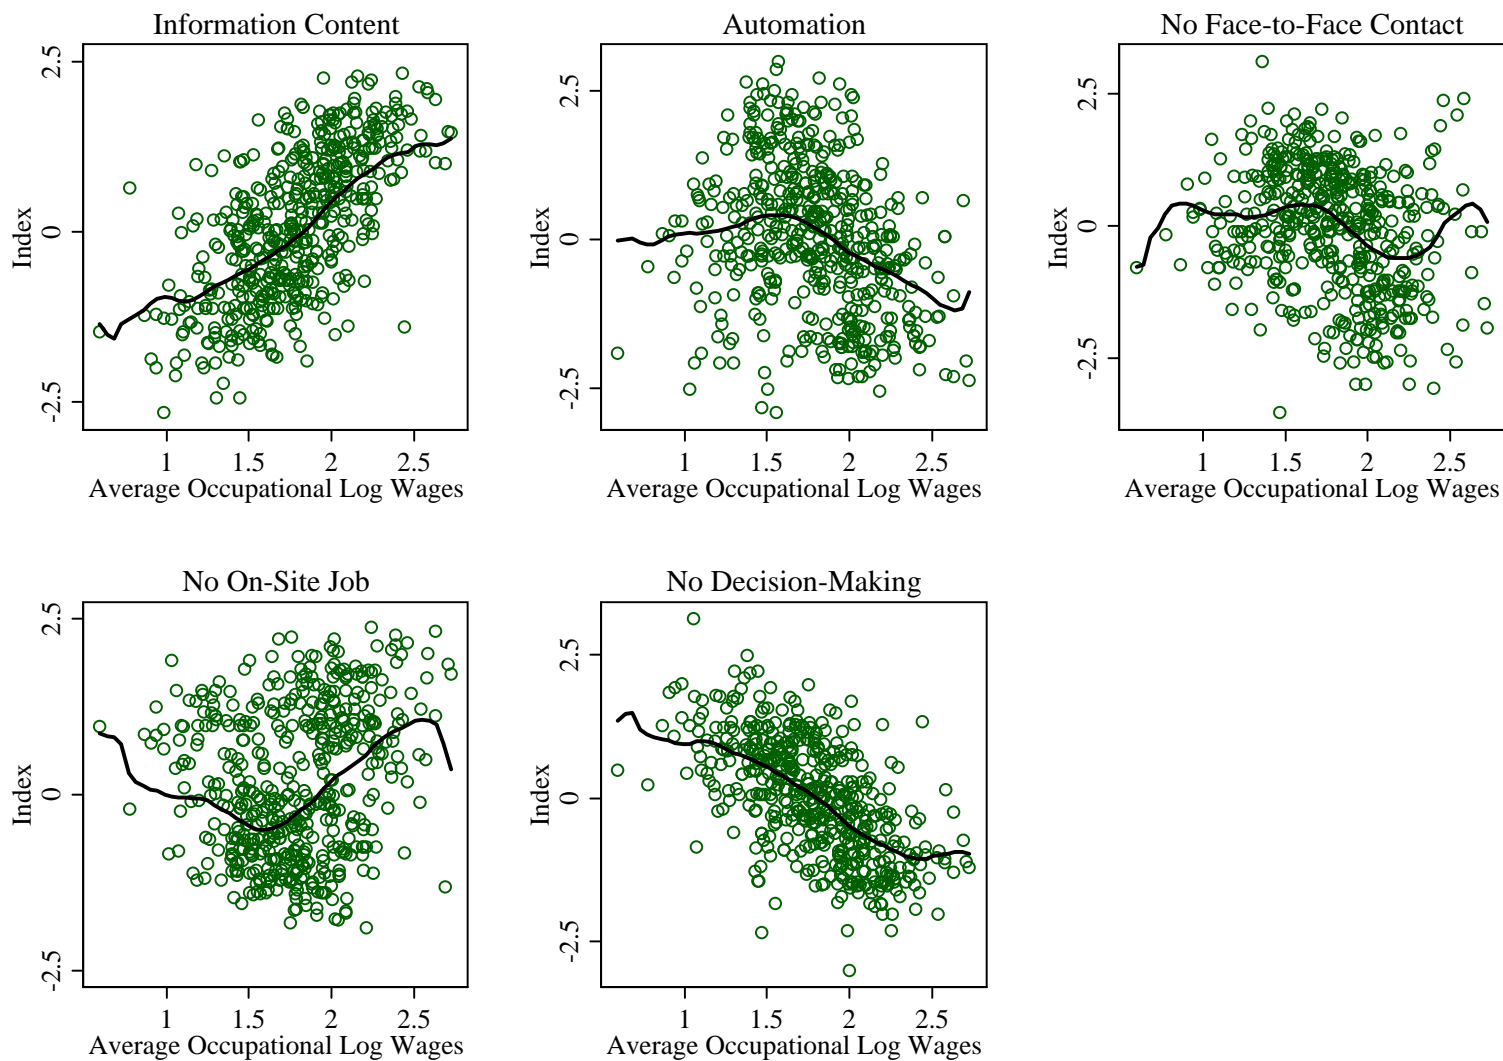 Information Content
Automation
No Face-to-Face Contact
2.5
0
-2.5
Index
1 1.5 2 2.5
Average Occupational Log Wages
2.5
0
-2.5
Index
1 1.5 2 2.5
Average Occupational Log Wages
2.5
0
-2.5
Index
1 1.5 2 2.5
Average Occupational Log Wages
No On-Site Job
No Decision-Making
2.5
0
-2.5
Index
1 1.5 2 2.5
Average Occupational Log Wages
2.5
0
-2.5
Index
1 1.5 2 2.5
Average Occupational Log Wages